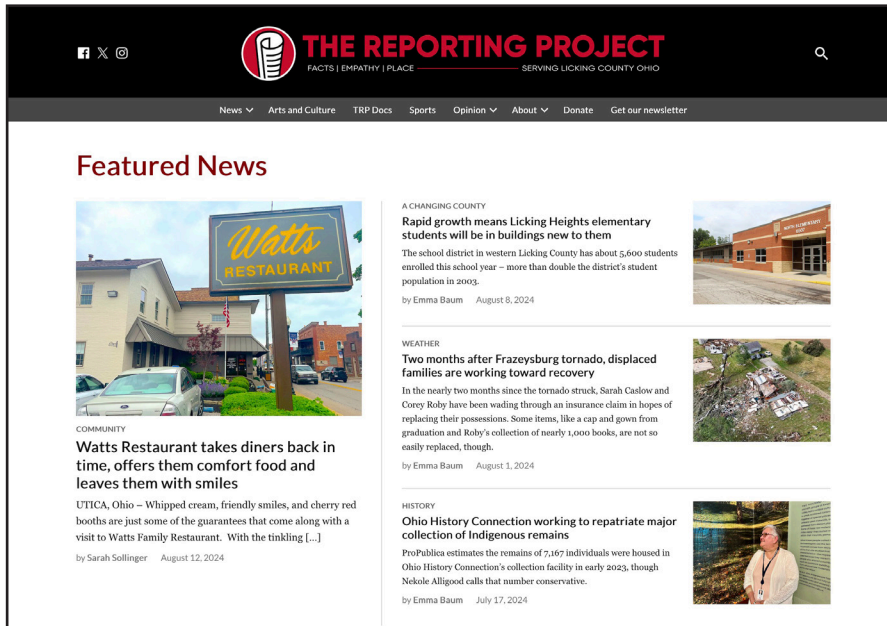 THE REPORTING PROJECT
FACTS | EMPATHY | PLACE SERVING LICKING COUNTY OHIO
News Arts and Culture TRP Docs Sports Opinion About Donate Get our newsletter
Featured News
Watts
RESTAURANT
COMMUNITY
Watts Restaurant takes diners back in
time, offers them comfort food and
leaves them with smiles
UTICA, Ohio – Whipped cream, friendly smiles, and cherry red
booths are just some of the guarantees that come along with a
visit to Watts Family Restaurant.  With the tinkling [...]
by Sarah Sollinger August 12, 2024
A CHANGING COUNTY
Rapid growth means Licking Heights elementary
students will be in buildings new to them
The school district in western Licking County has about 5,600 students
enrolled this school year – more than double the district's student
population in 2003.
by Emma Baum August 8, 2024
WEATHER
Two months after Frazeysburg tornado, displaced
families are working toward recovery
In the nearly two months since the tornado struck, Sarah Caslow and
Corey Roby have been wading through an insurance claim in hopes of
replacing their possessions. Some items, like a cap and gown from
graduation and Roby's collection of nearly 1,000 books, are not so
easily replaced, though.
by Emma Baum August 1, 2024
HISTORY
Ohio History Connection working to repatriate major
collection of Indigenous remains
ProPublica estimates the remains of 7,167 individuals were housed in
Ohio History Connection's collection facility in early 2023, though
Nekole Alligood calls that number conservative.
by Emma Baum July 17, 2024